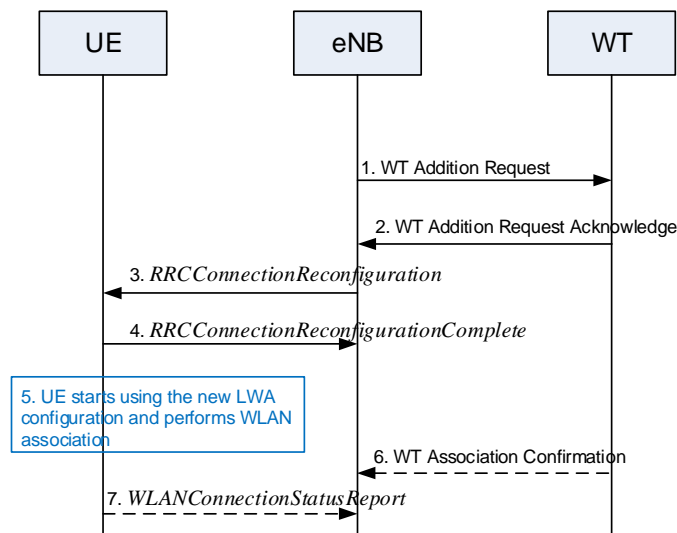 UE
eNB
WT
1. WT Addition Request
2. WT Addition Request Acknowledge
3. RRCConnectionReconfiguration
4. RRCConnectionReconfigurationComplete
5. UE starts using the new LWA
configuration and performs WLAN
association
6. WT Association Confirmation
7. WLANConnectionStatusReport